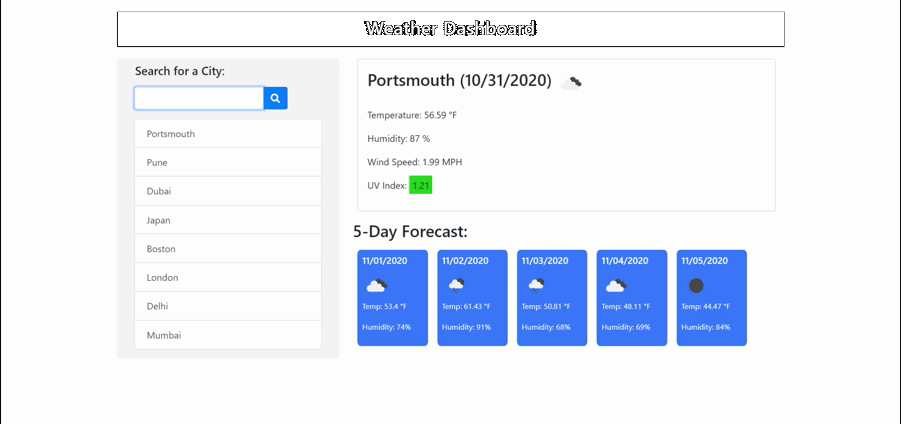 Weather Dashboard
Search for a City:
Portsmouth
Pune
Dubai
Japan
Boston
London
Delhi
Mumbai
Portsmouth (10/31/2020)
Temperature: 56.59 °F
Humidity: 87 %
Wind Speed: 1.99 MPH
UV Index: 1.21
5-Day Forecast:
11/01/2020
Temp: 53.4 °F
Humidity: 74%
11/02/2020
Temp: 61.43 °F
Humidity: 91%
11/03/2020
Temp: 50.81 °F
Humidity: 68%
11/04/2020
Temp: 48.11 °F
Humidity: 69%
11/05/2020
Temp: 44.47 °F
Humidity: 84%